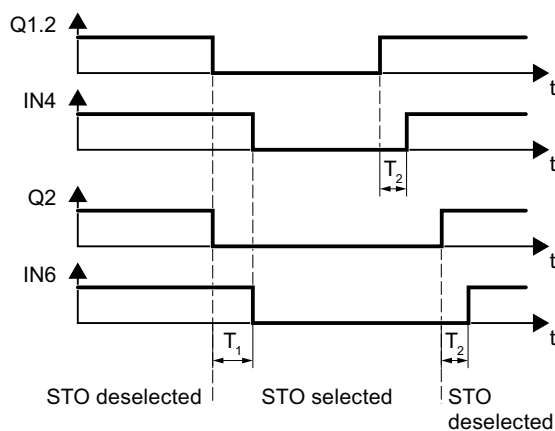 Q1.2
t
IN4
t
T2
Q2
t
IN6
t
T1
T2
STO deselected
STO selected
STO
deselected